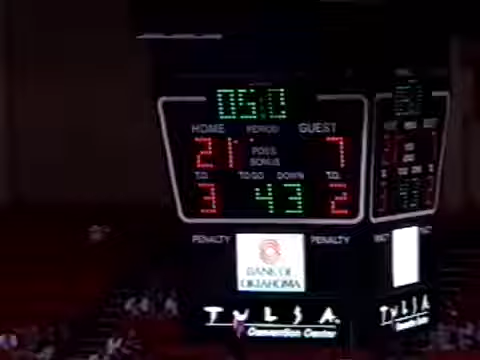 05:0
HOME PERIOD GUEST
21 POSS BONUS 7
T.O. TO GO DOWN T.O.
3 4 3 2
PENALTY PENALTY
BANK OF
OKLAHOMA
TULSA
Convention Center
TULSA